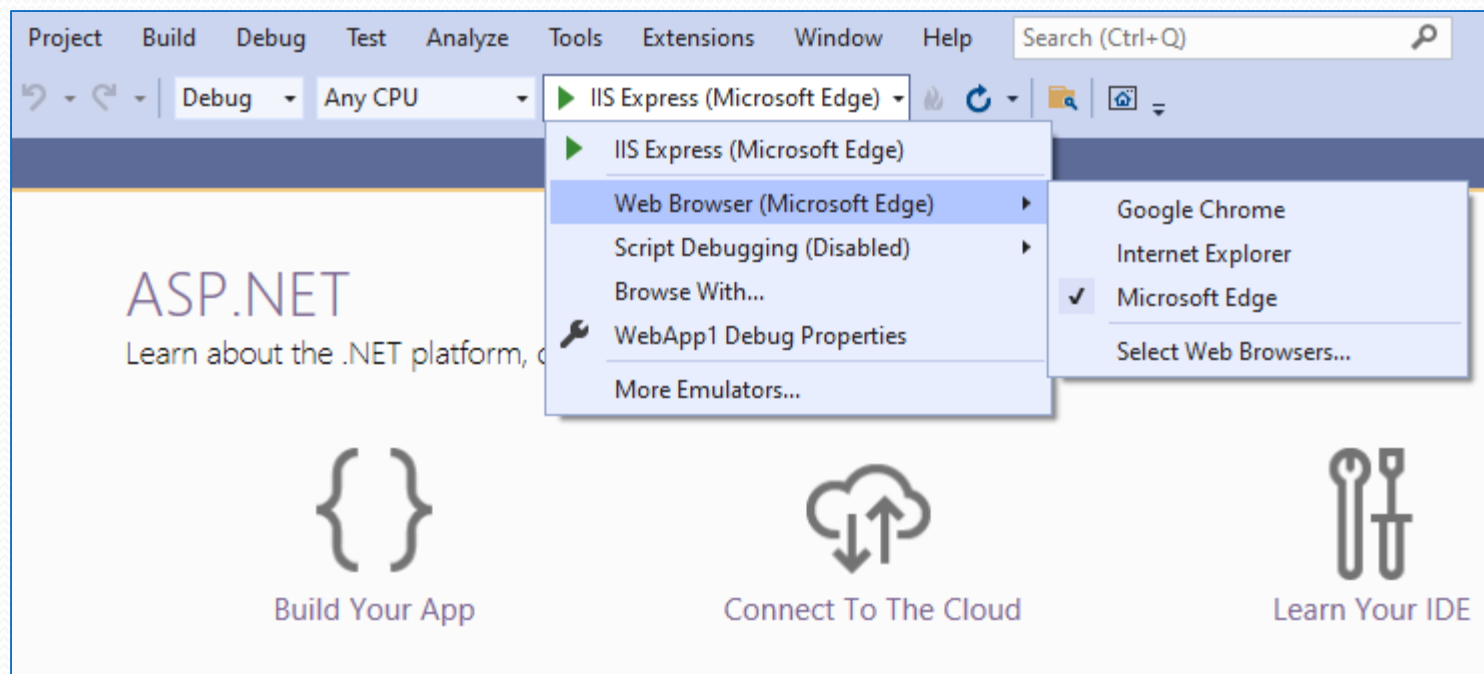 Project Build Debug Test Analyze Tools Extensions Window Help Search (Ctrl+Q)
Debug Any CPU IIS Express (Microsoft Edge)
IIS Express (Microsoft Edge)
Web Browser (Microsoft Edge)
Script Debugging (Disabled)
Browse With...
WebApp1 Debug Properties
More Emulators...
Google Chrome
Internet Explorer
Microsoft Edge
Select Web Browsers...
ASP.NET
Learn about the .NET platform,
Build Your App
Connect To The Cloud
Learn Your IDE